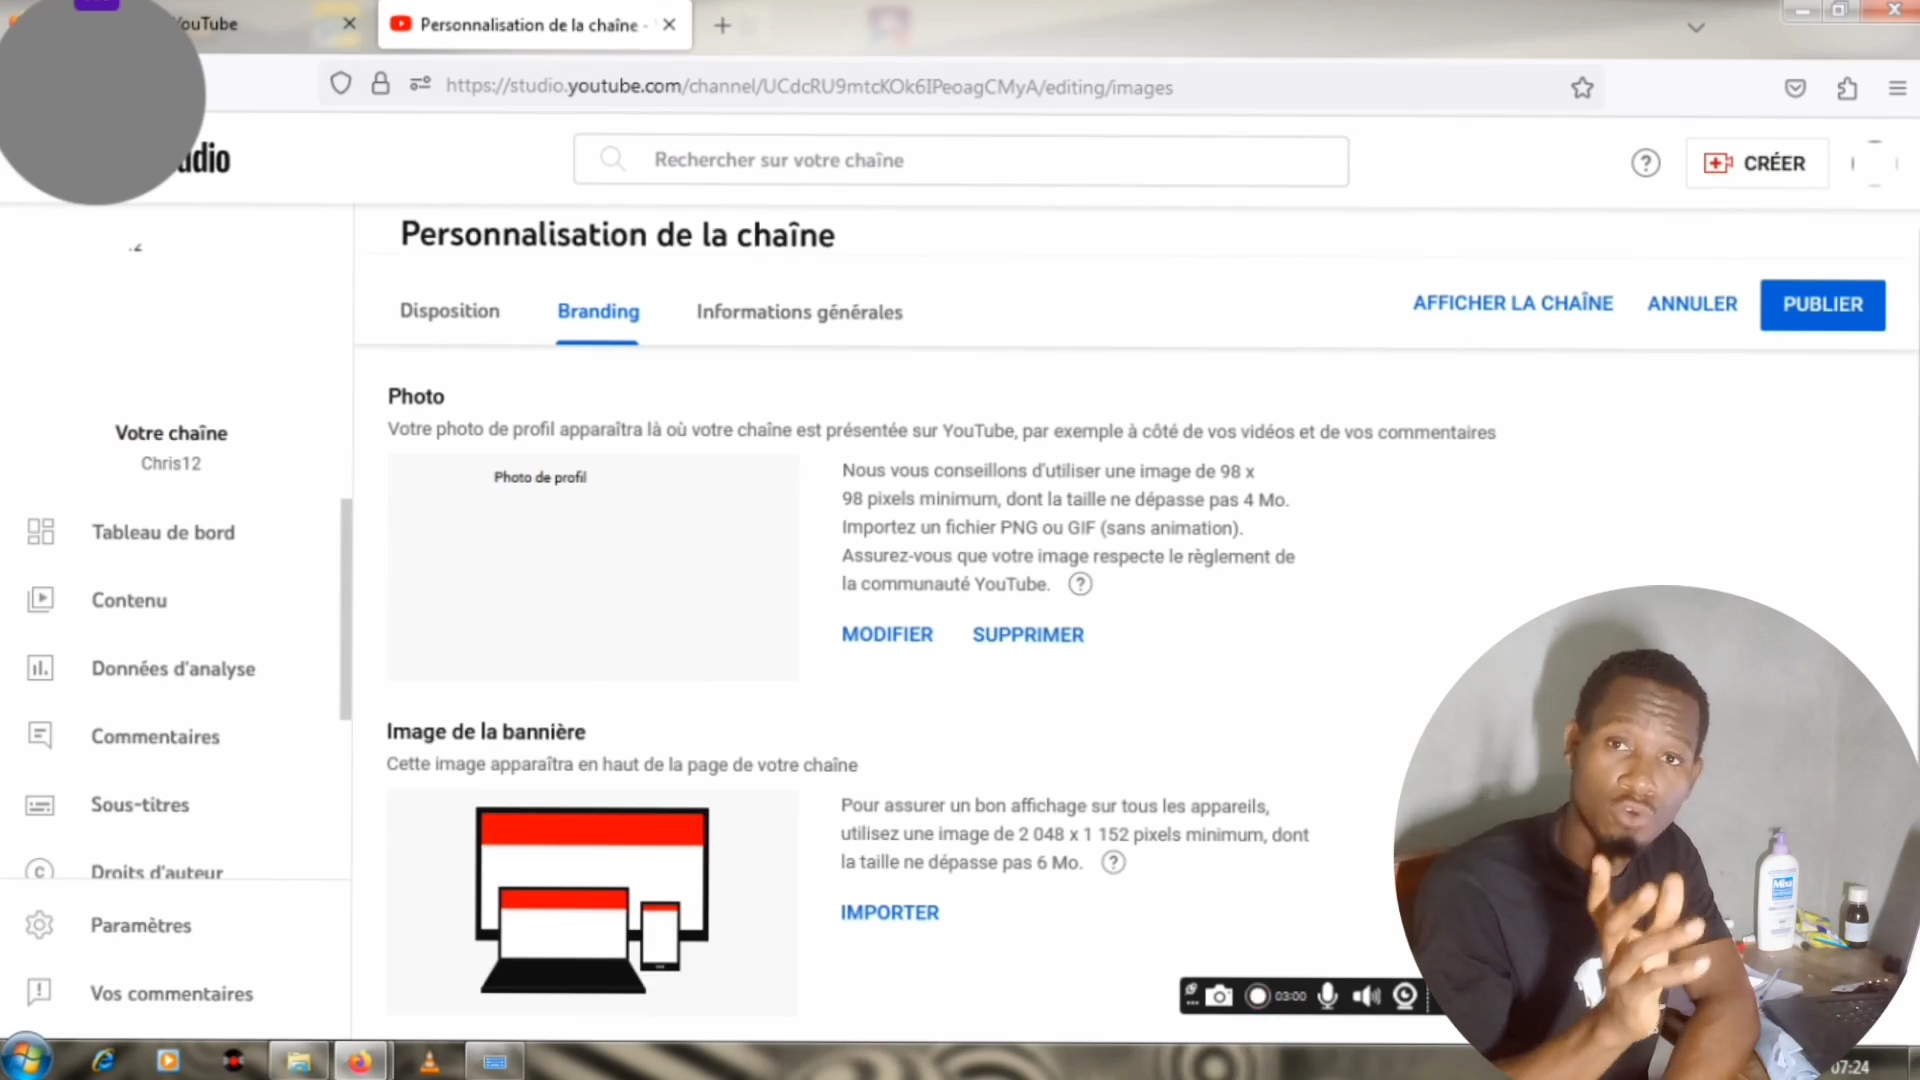 ouTube
Personnalisation de la chaîne -
https://studio.youtube.com/channel/UCdcRU9mtcKOk6IPeoagCMyA/editing/images
udio
Rechercher sur votre chaîne
CRÉER
Personnalisation de la chaîne
Disposition
Branding
Informations générales
AFFICHER LA CHAÎNE
ANNULER
PUBLIER
Photo
Votre photo de profil apparaîtra là où votre chaîne est présentée sur YouTube, par exemple à côté de vos vidéos et de vos commentaires
Photo de profil
Nous vous conseillons d'utiliser une image de 98 x
98 pixels minimum, dont la taille ne dépasse pas 4 Mo.
Importez un fichier PNG ou GIF (sans animation).
Assurez-vous que votre image respecte le règlement de
la communauté YouTube.
MODIFIER
SUPPRIMER
Votre chaîne
Chris12
Tableau de bord
Contenu
Données d'analyse
Commentaires
Sous-titres
Droits d'auteur
Paramètres
Vos commentaires
Image de la bannière
Cette image apparaîtra en haut de la page de votre chaîne
Pour assurer un bon affichage sur tous les appareils,
utilisez une image de 2 048 x 1 152 pixels minimum, dont
la taille ne dépasse pas 6 Mo.
IMPORTER
03:00
Mixa
07:24